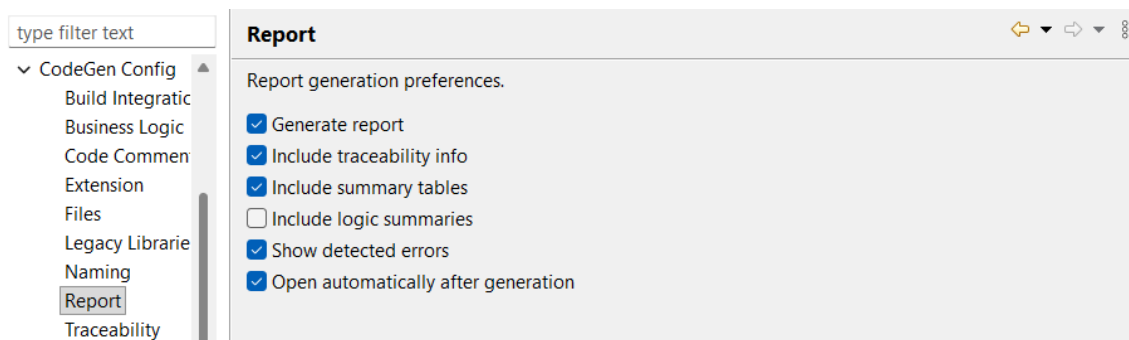 type filter text
CodeGen Config
Build Integratic
Business Logic
Code Commen
Extension
Files
Legacy Librarie
Naming
Report
Traceability
Report
Report generation preferences.
Generate report
Include traceability info
Include summary tables
Include logic summaries
Show detected errors
Open automatically after generation